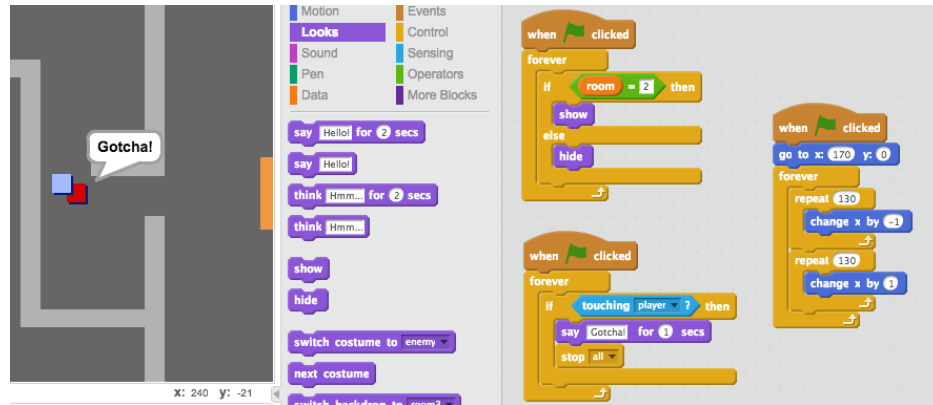 Gotcha!
x: 240 y: -21
Motion
Looks
Sound
Pen
Data
Events
Control
Sensing
Operators
More Blocks
say Hello! for 2 secs
say Hello!
think Hmm... for 2 secs
think Hmm...
show
hide
switch costume to enemy
next costume
switch backdrop to room3
when clicked
forever
if room = 2 then
show
else
hide
when clicked
forever
if touching player ? then
say Gotcha! for 1 secs
stop all
when clicked
go to x: 170 y: 0
forever
repeat 130
change x by -1
repeat 130
change x by 1